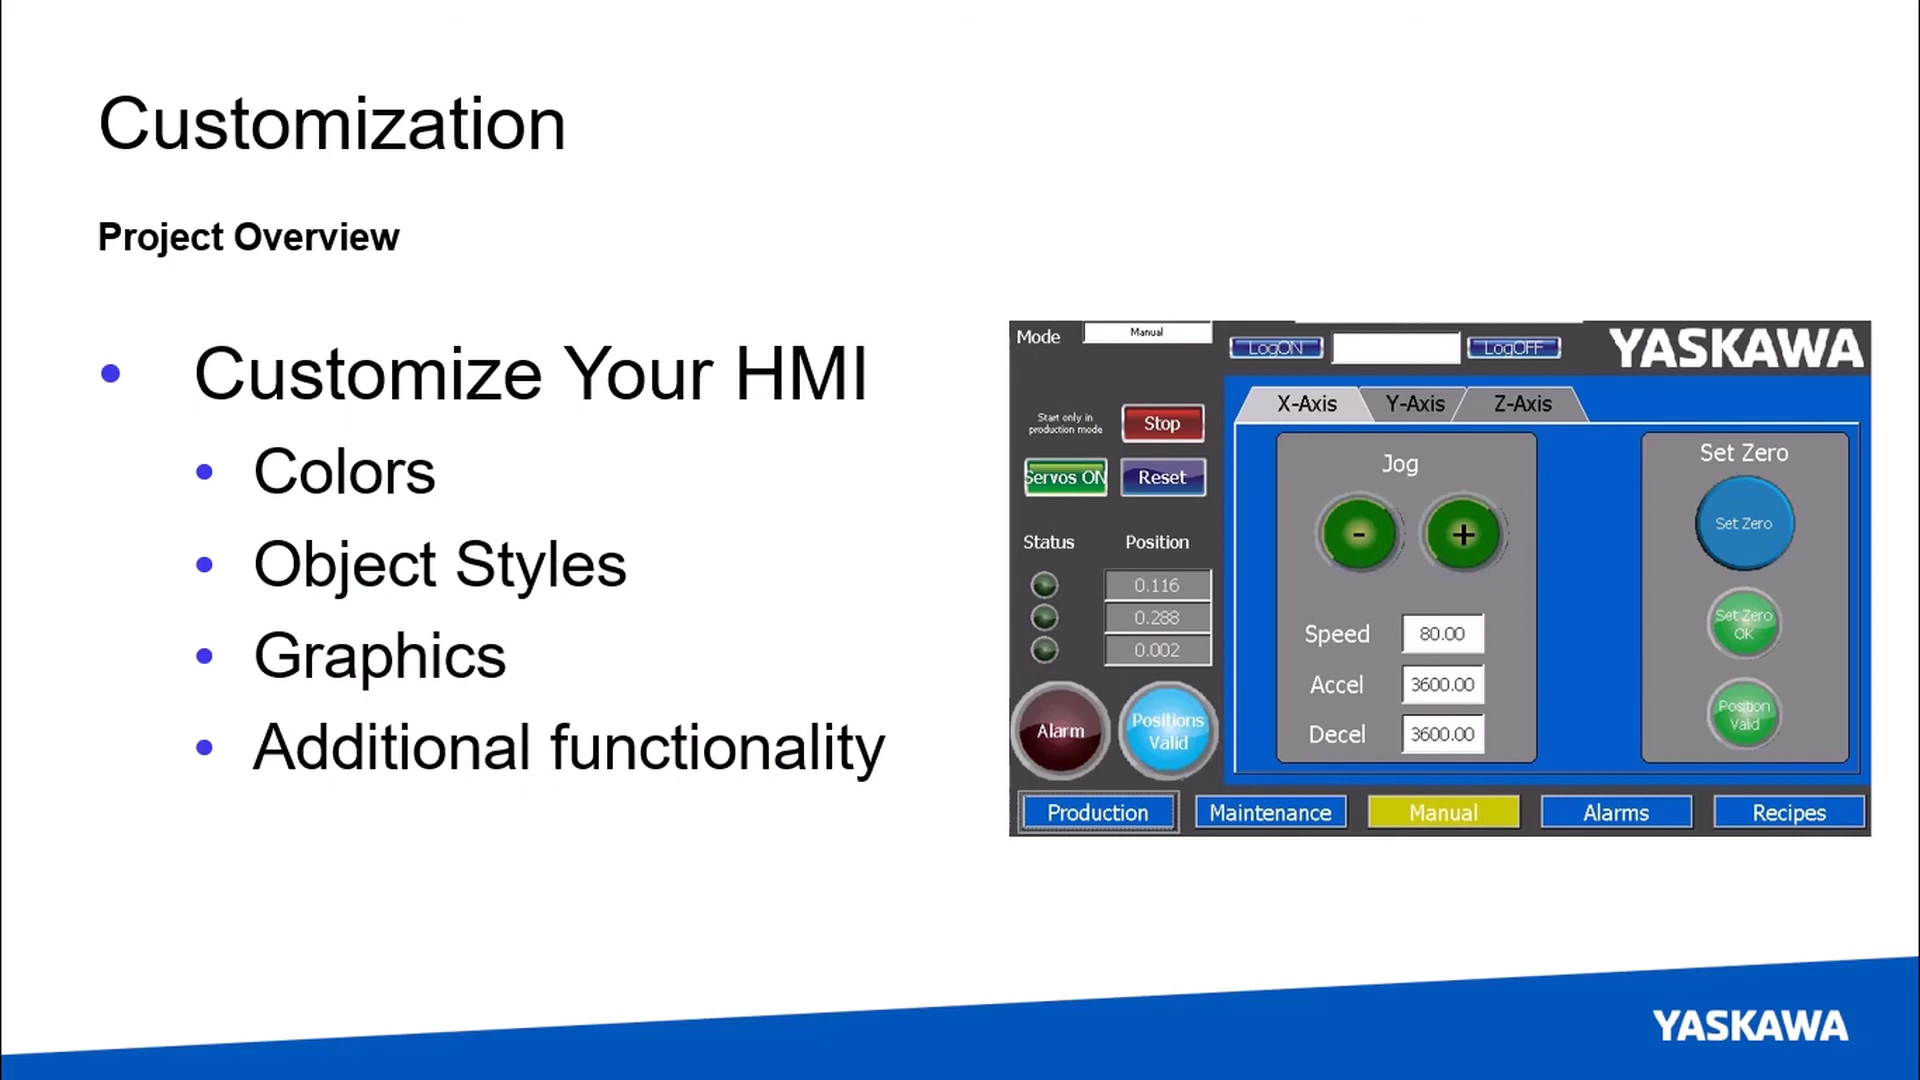 Customization
Project Overview
Customize Your HMI
Colors
Object Styles
Graphics
Additional functionality
Mode
Manual
LogON
LogOFF
YASKAWA
X-Axis
Y-Axis
Z-Axis
Start only in
production mode
Stop
Servos ON
Reset
Status
Position
0.116
0.288
0.002
Alarm
Positions
Valid
Jog
-
+
Speed
80.00
Accel
3600.00
Decel
3600.00
Set Zero
Set Zero
Set Zero
OK
Position
Valid
Production
Maintenance
Manual
Alarms
Recipes
YASKAWA